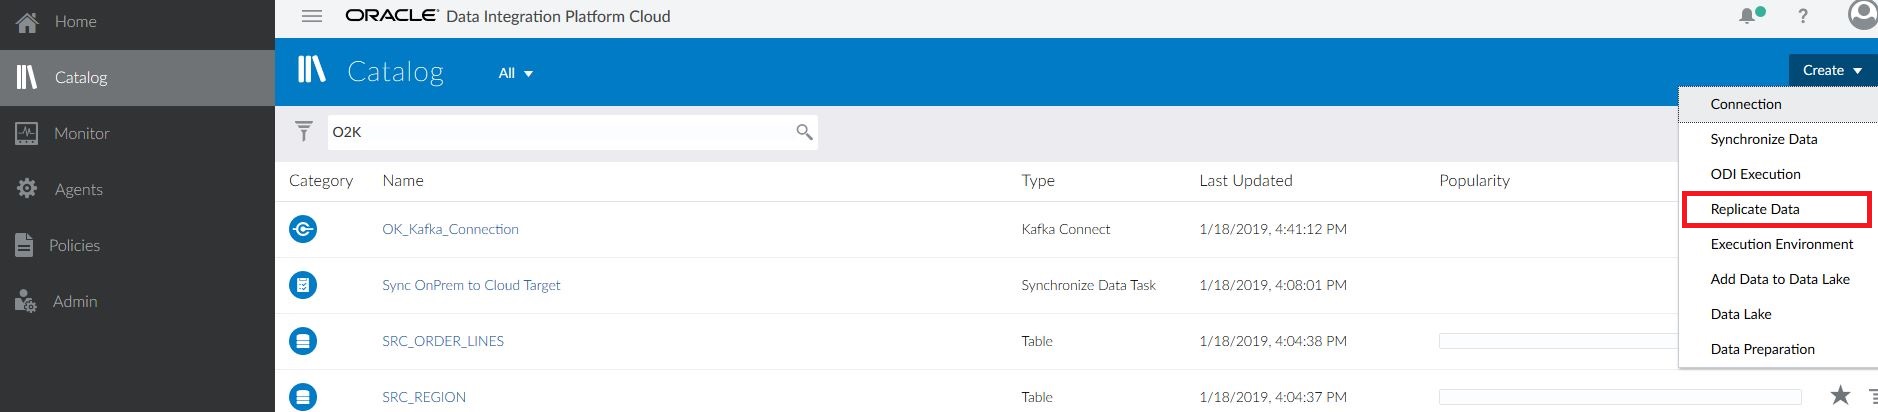 Home
Catalog
Monitor
Agents
Policies
Admin
ORACLE® Data Integration Platform Cloud
?
Catalog All
Create
Connection
Synchronize Data
ODI Execution
Replicate Data
Execution Environment
Add Data to Data Lake
Data Lake
Data Preparation
O2K
Category Name Type Last Updated Popularity
OK_Kafka_Connection Kafka Connect 1/18/2019, 4:41:12 PM
Sync OnPrem to Cloud Target Synchronize Data Task 1/18/2019, 4:08:01 PM
SRC_ORDER_LINES Table 1/18/2019, 4:04:38 PM
SRC_REGION Table 1/18/2019, 4:04:37 PM